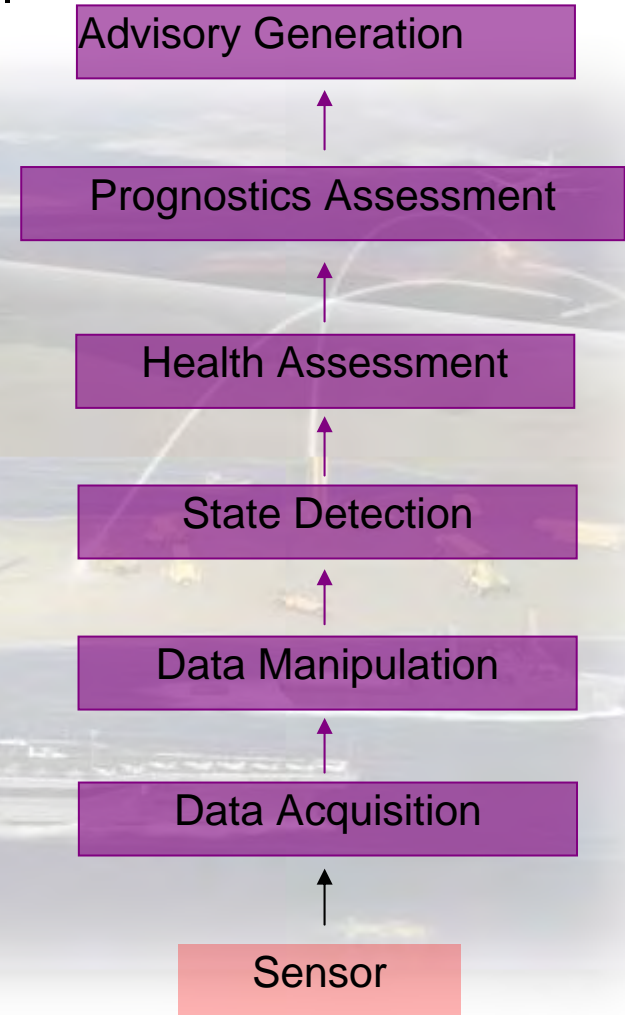 Advisory Generation
Prognostics Assessment
Health Assessment
State Detection
Data Manipulation
Data Acquisition
Sensor